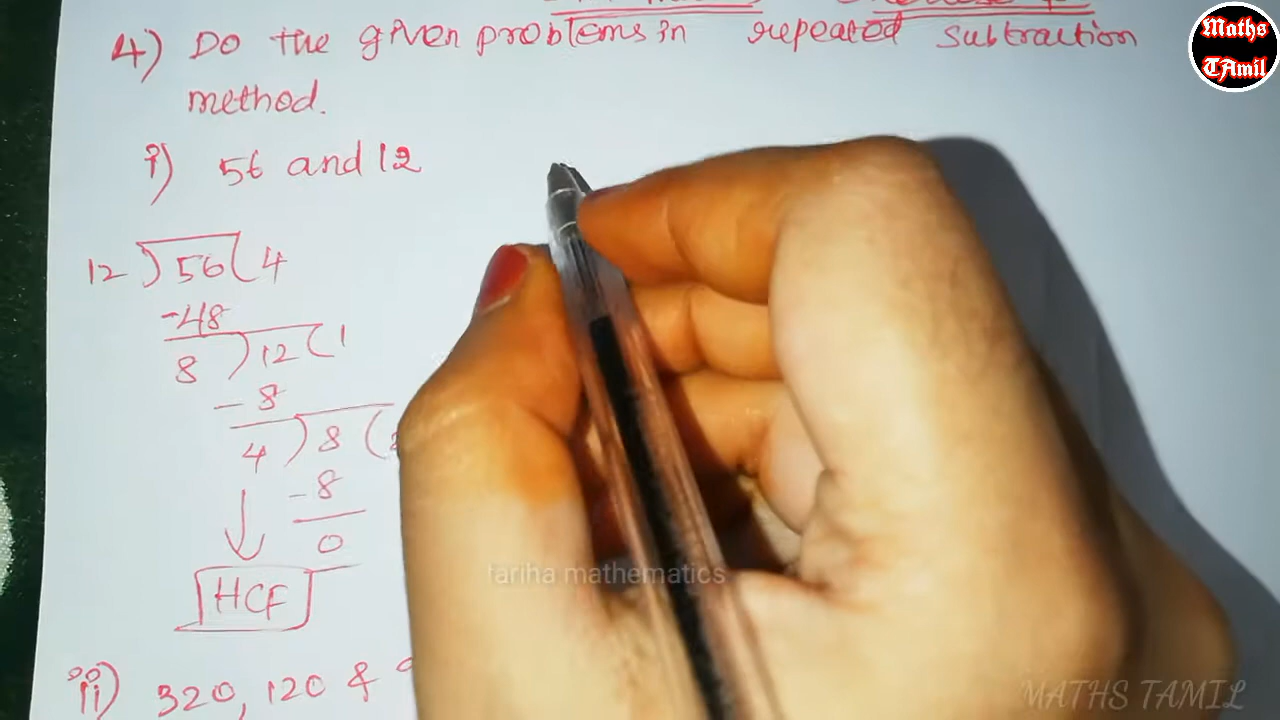 Maths
TAmil
4) Do the given problems in repeated subtraction
method.
i) 56 and 12
12 ) 56 ( 4
-48
8 ) 12 ( 1
- 8
4 ) 8 (
- 8
0
HCF
fariha mathematics
ii) 320, 120 &
MATHS TAMIL